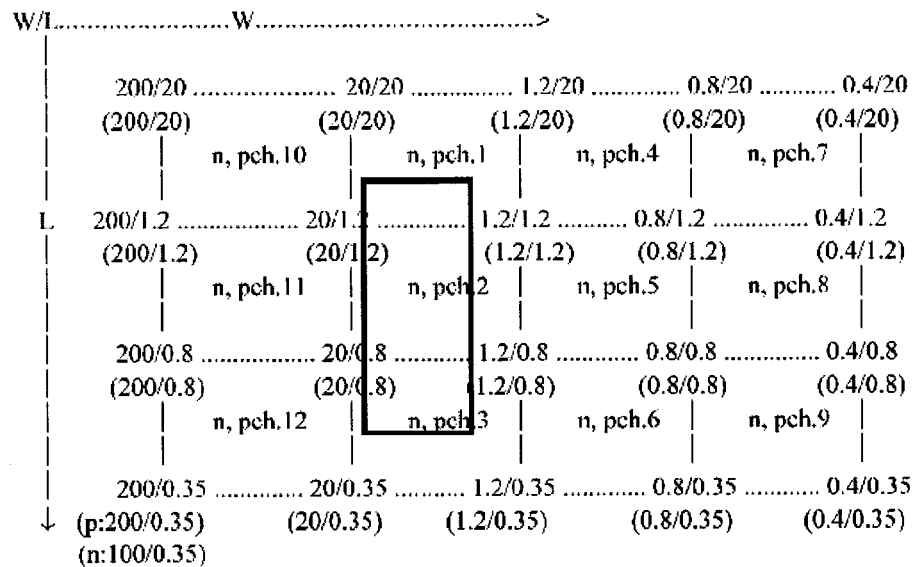 W/L........................W........................................>
200/20 .................... 20/20 ................ 1.2/20 ............... 0.8/20 ........... 0.4/20
(200/20) (20/20) (1.2/20) (0.8/20) (0.4/20)
n, pch.10 n, pch.1 n, pch.4 n, pch.7
L 200/1.2 ................... 20/1.2 ............... 1.2/1.2 .......... 0.8/1.2 ................ 0.4/1.2
(200/1.2) (20/1.2) (1.2/1.2) (0.8/1.2) (0.4/1.2)
n, pch.11 n, pch.2 n, pch.5 n, pch.8
200/0.8 ................. 20/0.8 ............ 1.2/0.8 ............ 0.8/0.8 .............. 0.4/0.8
(200/0.8) (20/0.8) (1.2/0.8) (0.8/0.8) (0.4/0.8)
n, pch.12 n, pch.3 n, pch.6 n, pch.9
200/0.35 ............... 20/0.35 .......... 1.2/0.35 ............ 0.8/0.35 ........... 0.4/0.35
(p:200/0.35) (20/0.35) (1.2/0.35) (0.8/0.35) (0.4/0.35)
(n:100/0.35)